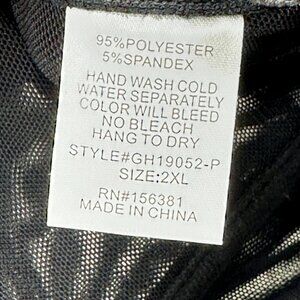 95%POLYESTER
5%SPANDEX
HAND WASH COLD
WATER SEPARATELY
COLOR WILL BLEED
NO BLEACH
HANG TO DRY
STYLE#GH19052-P
SIZE:2XL
RN#156381
MADE IN CHINA